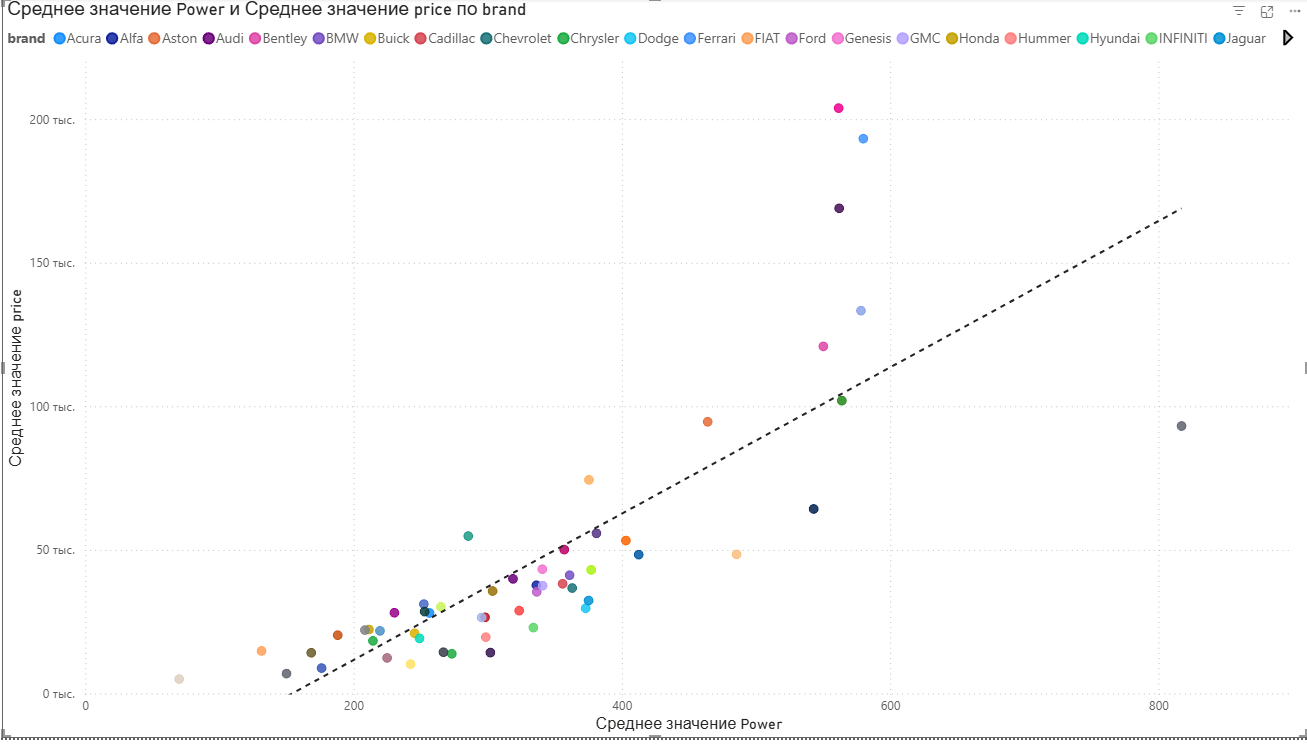 Среднее значение Power и Среднее значение price по brand
brand Acura Alfa Aston Audi Bentley BMW Buick Cadillac Chevrolet Chrysler Dodge Ferrari FIAT Ford Genesis GMC Honda Hummer Hyundai INFINITI Jaguar
200 тыс.
150 тыс.
100 тыс.
50 тыс.
0 тыс.
Среднее значение price
0 200 400 600 800
Среднее значение Power